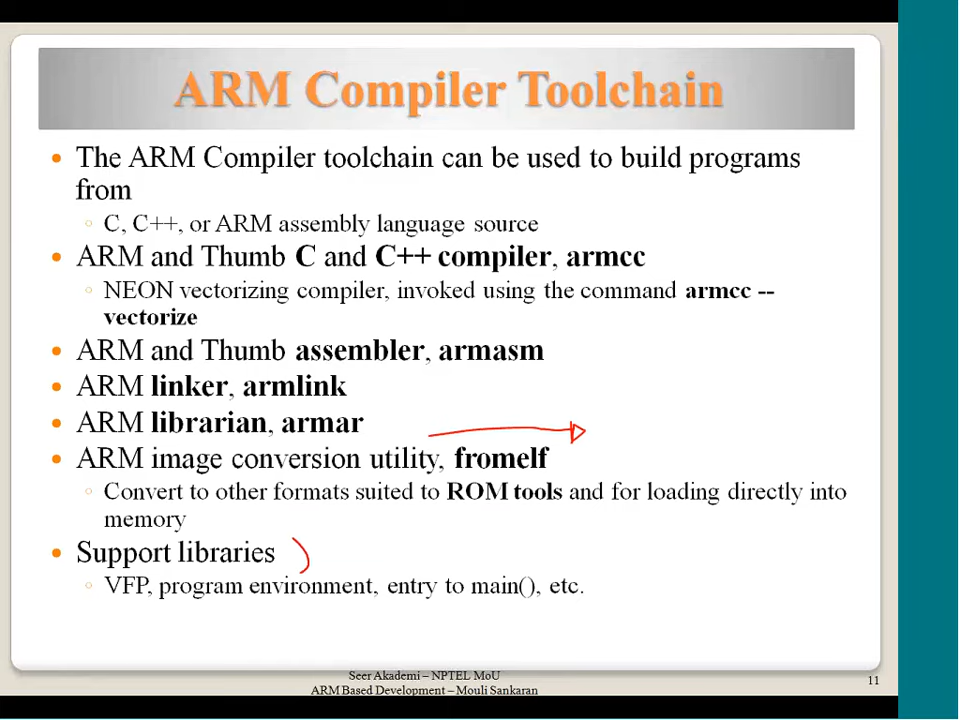 ARM Compiler Toolchain
• The ARM Compiler toolchain can be used to build programs
from
◦ C, C++, or ARM assembly language source
• ARM and Thumb C and C++ compiler, armcc
◦ NEON vectorizing compiler, invoked using the command armcc --
vectorize
• ARM and Thumb assembler, armasm
• ARM linker, armlink
• ARM librarian, armar
• ARM image conversion utility, fromelf
◦ Convert to other formats suited to ROM tools and for loading directly into
memory
• Support libraries
◦ VFP, program environment, entry to main(), etc.
Seer Akademi – NPTEL MoU
ARM Based Development – Mouli Sankaran
11